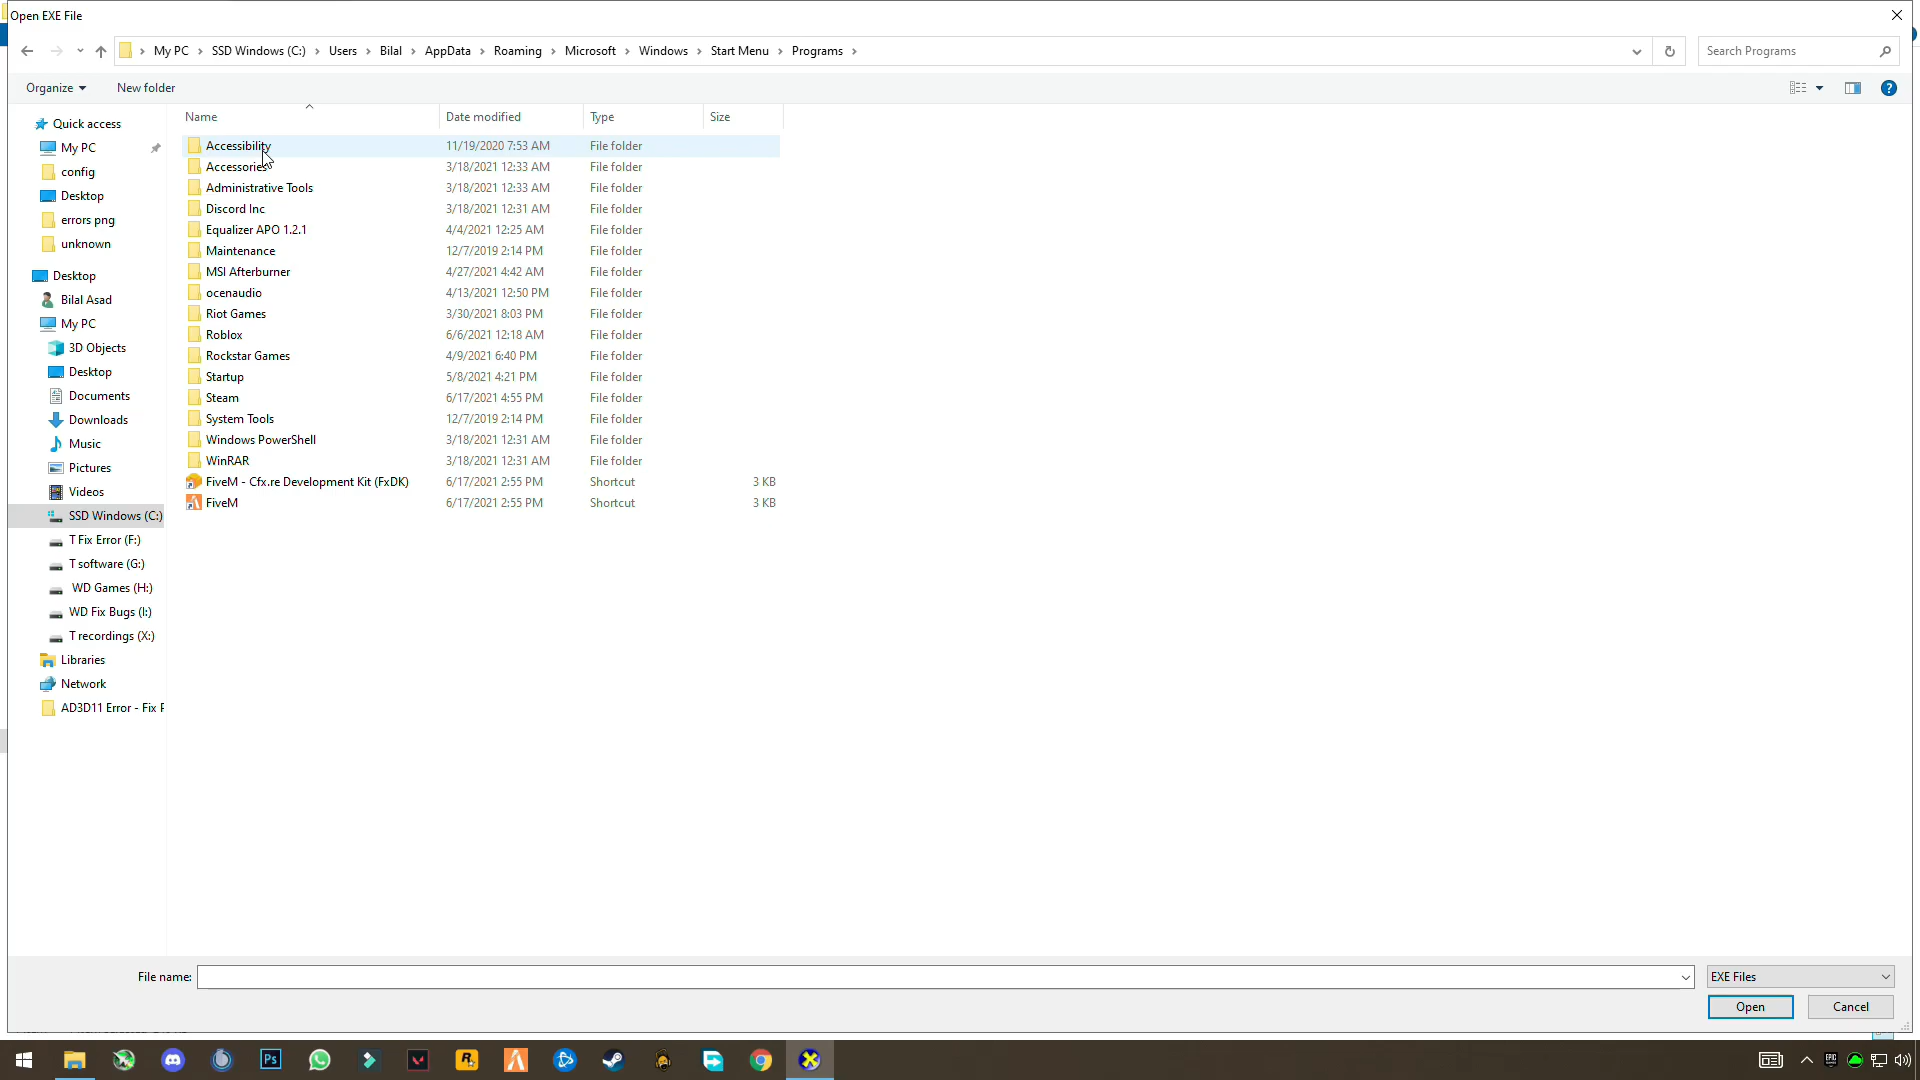 Open EXE File
My PC > SSD Windows (C:) > Users > Bilal > AppData > Roaming > Microsoft > Windows > Start Menu > Programs >
Search Programs
Organize
New folder
Name Date modified Type Size
Quick access
My PC
config
Desktop
errors png
unknown
Desktop
Bilal Asad
My PC
3D Objects
Desktop
Documents
Downloads
Music
Pictures
Videos
SSD Windows (C:)
T Fix Error (F:)
T software (G:)
WD Games (H:)
WD Fix Bugs (I:)
T recordings (X:)
Libraries
Network
AD3D11 Error - Fix
Accessibility 11/19/2020 7:53 AM File folder
Accessories 3/18/2021 12:33 AM File folder
Administrative Tools 3/18/2021 12:33 AM File folder
Discord Inc 3/18/2021 12:31 AM File folder
Equalizer APO 1.2.1 4/4/2021 12:25 AM File folder
Maintenance 12/7/2019 2:14 PM File folder
MSI Afterburner 4/27/2021 4:42 AM File folder
ocenaudio 4/13/2021 12:50 PM File folder
Riot Games 3/30/2021 8:03 PM File folder
Roblox 6/6/2021 12:18 AM File folder
Rockstar Games 4/9/2021 6:40 PM File folder
Startup 5/8/2021 4:21 PM File folder
Steam 6/17/2021 4:55 PM File folder
System Tools 12/7/2019 2:14 PM File folder
Windows PowerShell 3/18/2021 12:31 AM File folder
WinRAR 3/18/2021 12:31 AM File folder
FiveM - Cfx.re Development Kit (FxDK) 6/17/2021 2:55 PM Shortcut 3 KB
FiveM 6/17/2021 2:55 PM Shortcut 3 KB
File name:
EXE Files
Open
Cancel
Ps